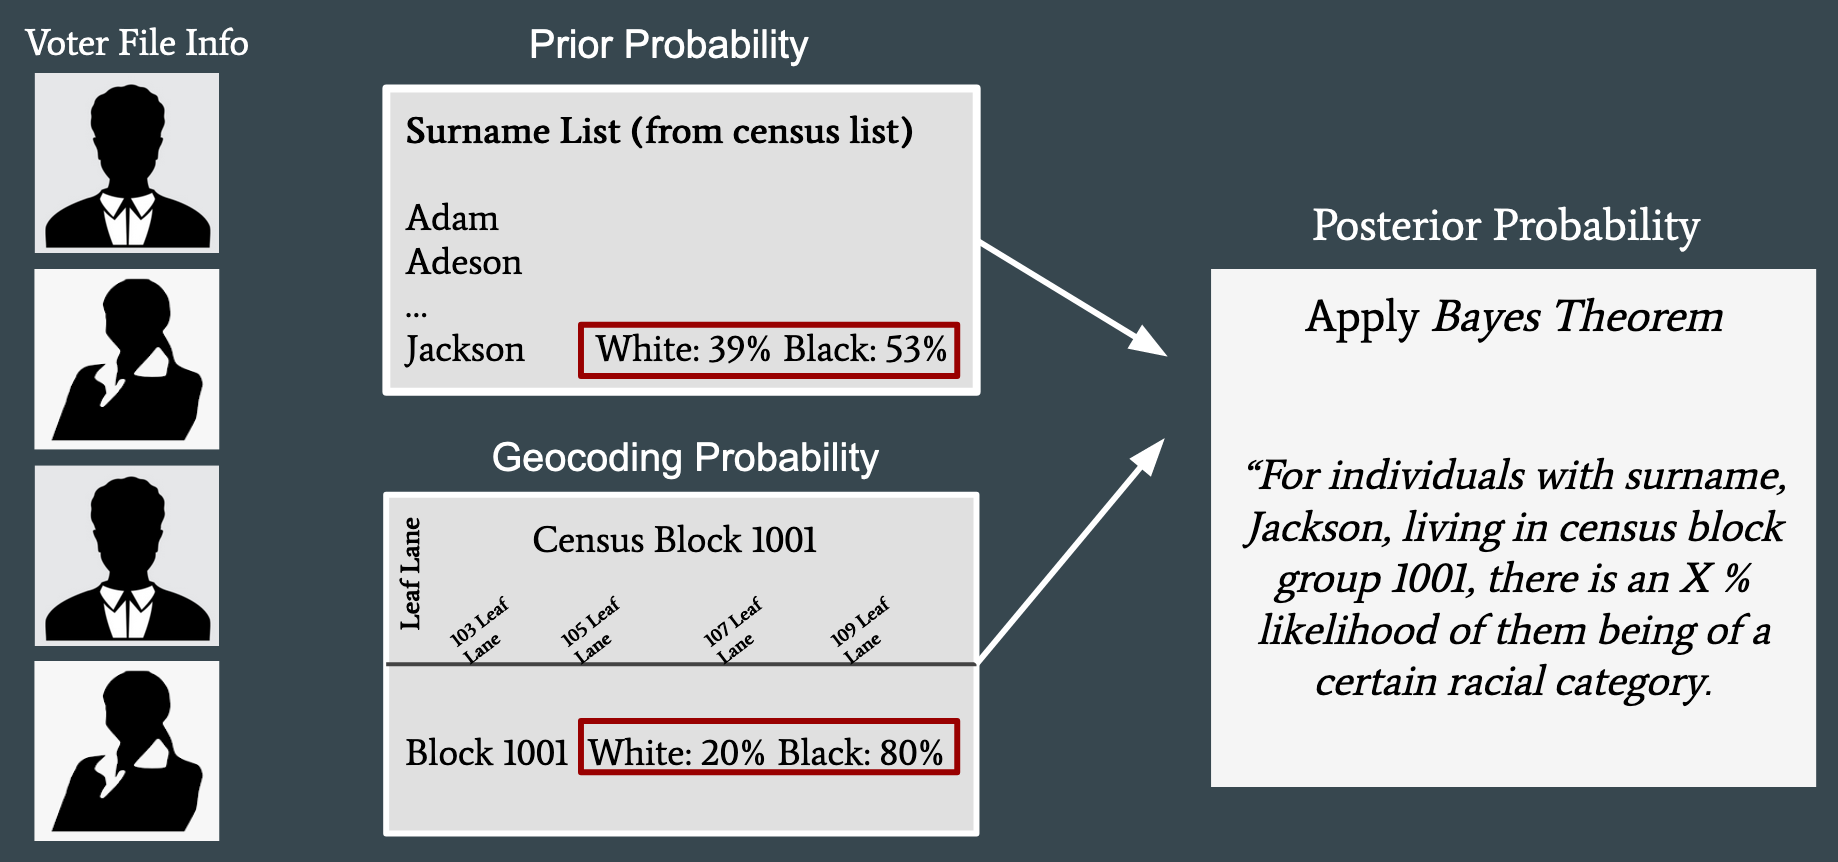 Voter File Info
Prior Probability
Surname List (from census list)
Adam
Adeson
...
Jackson White: 39% Black: 53%
Geocoding Probability
Leaf Lane
Census Block 1001
103 Leaf
Lane
105 Leaf
Lane
107 Leaf
Lane
109 Leaf
Lane
Block 1001 White: 20% Black: 80%
Posterior Probability
Apply Bayes Theorem
“For individuals with surname,
Jackson, living in census block
group 1001, there is an X %
likelihood of them being of a
certain racial category.